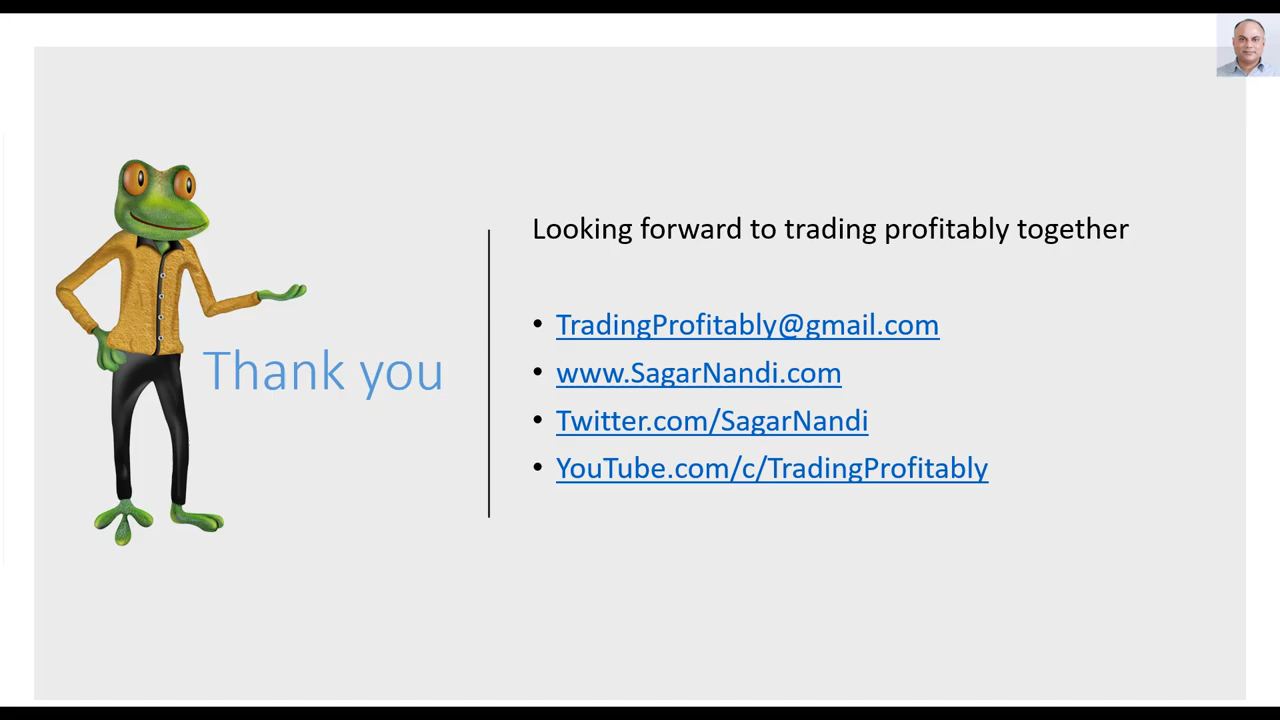 Thank you
Looking forward to trading profitably together
• TradingProfitably@gmail.com
• www.SagarNandi.com
• Twitter.com/SagarNandi
• YouTube.com/c/TradingProfitably